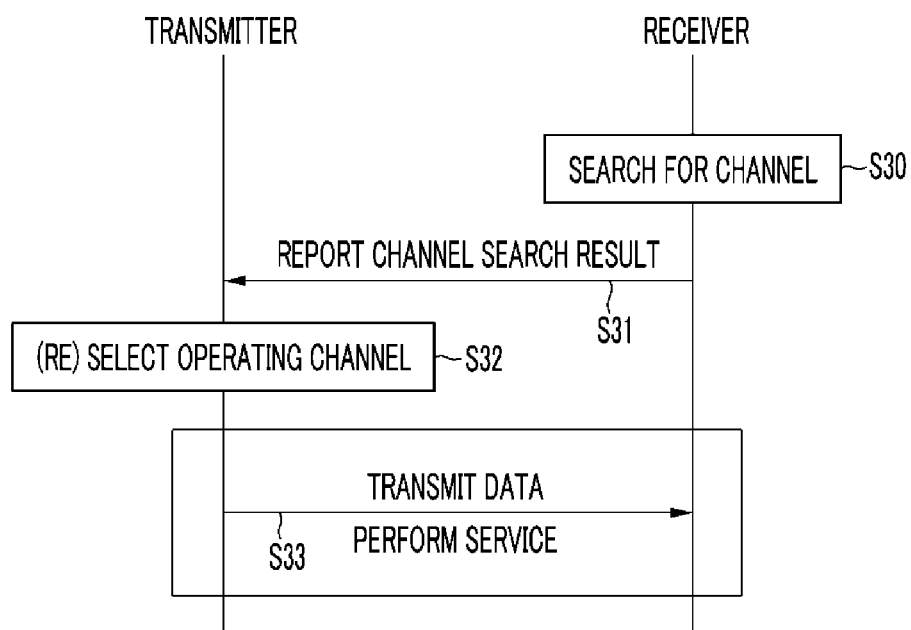 TRANSMITTER
RECEIVER
SEARCH FOR CHANNEL
S30
REPORT CHANNEL SEARCH RESULT
S31
(RE) SELECT OPERATING CHANNEL
S32
TRANSMIT DATA
S33
PERFORM SERVICE